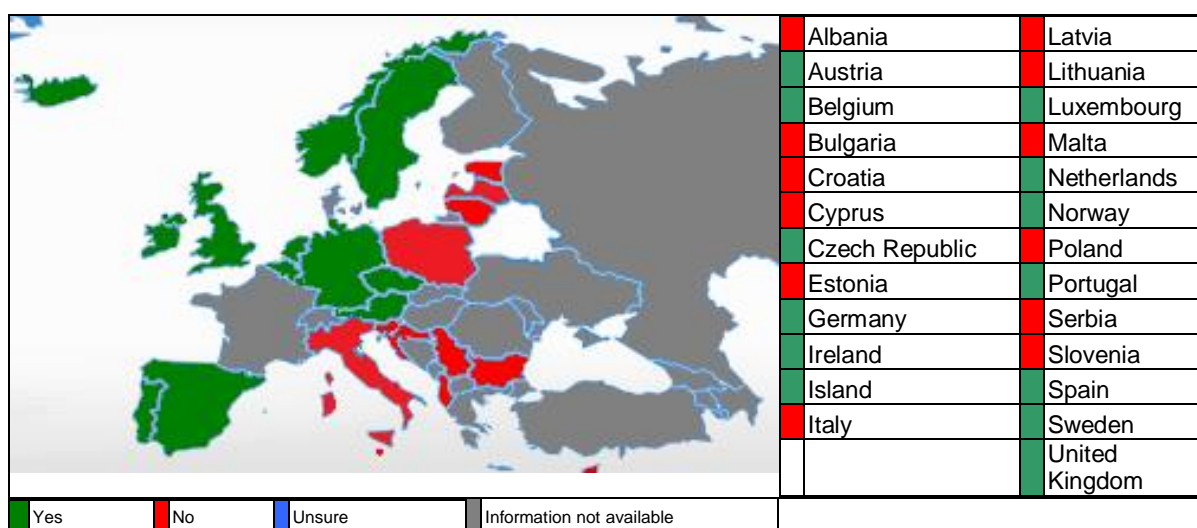 Albania Latvia
Austria Lithuania
Belgium Luxembourg
Bulgaria Malta
Croatia Netherlands
Cyprus Norway
Czech Republic Poland
Estonia Portugal
Germany Serbia
Ireland Slovenia
Island Spain
Italy Sweden
United
Kingdom
Yes No Unsure Information not available